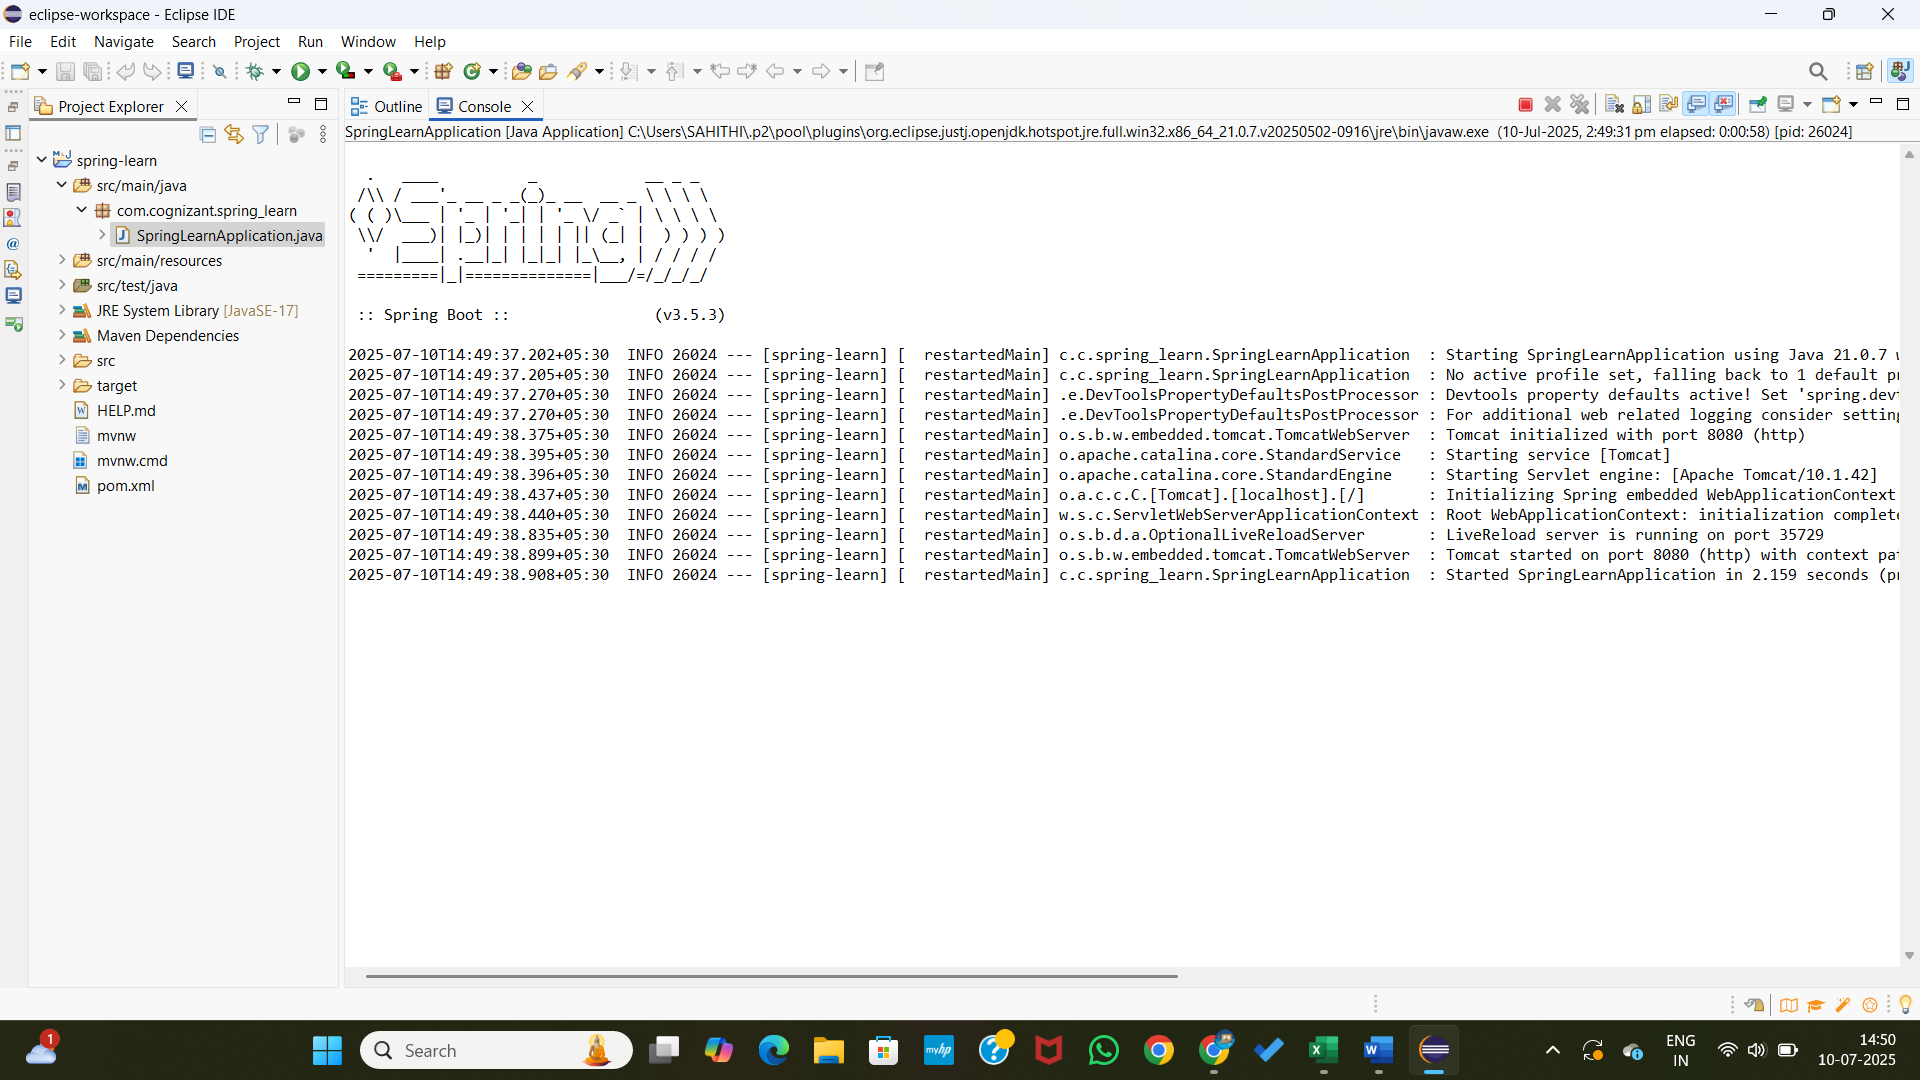 eclipse-workspace - Eclipse IDE
File Edit Navigate Search Project Run Window Help
Project Explorer
Outline
Console
SpringLearnApplication [Java Application] C:\Users\SAHITHI\.p2\pool\plugins\org.eclipse.justj.openjdk.hotspot.jre.full.win32.x86_64_21.0.7.v20250502-0916\jre\bin\javaw.exe (10-Jul-2025, 2:49:31 pm elapsed: 0:00:58) [pid: 26024]
spring-learn
src/main/java
com.cognizant.spring_learn
SpringLearnApplication.java
src/main/resources
src/test/java
JRE System Library [JavaSE-17]
Maven Dependencies
src
target
HELP.md
mvnw
mvnw.cmd
pom.xml
:: Spring Boot :: (v3.5.3)
2025-07-10T14:49:37.202+05:30 INFO 26024 --- [spring-learn] [ restartedMain] c.c.spring_learn.SpringLearnApplication : Starting SpringLearnApplication using Java 21.0.7
2025-07-10T14:49:37.205+05:30 INFO 26024 --- [spring-learn] [ restartedMain] c.c.spring_learn.SpringLearnApplication : No active profile set, falling back to 1 default
2025-07-10T14:49:37.270+05:30 INFO 26024 --- [spring-learn] [ restartedMain] .e.DevToolsPropertyDefaultsPostProcessor : Devtools property defaults active! Set 'spring.dev
2025-07-10T14:49:37.270+05:30 INFO 26024 --- [spring-learn] [ restartedMain] .e.DevToolsPropertyDefaultsPostProcessor : For additional web related logging consider setting
2025-07-10T14:49:38.375+05:30 INFO 26024 --- [spring-learn] [ restartedMain] o.s.b.w.embedded.tomcat.TomcatWebServer : Tomcat initialized with port 8080 (http)
2025-07-10T14:49:38.395+05:30 INFO 26024 --- [spring-learn] [ restartedMain] o.apache.catalina.core.StandardService : Starting service [Tomcat]
2025-07-10T14:49:38.396+05:30 INFO 26024 --- [spring-learn] [ restartedMain] o.apache.catalina.core.StandardEngine : Starting Servlet engine: [Apache Tomcat/10.1.42]
2025-07-10T14:49:38.437+05:30 INFO 26024 --- [spring-learn] [ restartedMain] o.a.c.c.C.[Tomcat].[localhost].[/] : Initializing Spring embedded WebApplicationContext
2025-07-10T14:49:38.440+05:30 INFO 26024 --- [spring-learn] [ restartedMain] w.s.c.ServletWebServerApplicationContext : Root WebApplicationContext: initialization complet
2025-07-10T14:49:38.835+05:30 INFO 26024 --- [spring-learn] [ restartedMain] o.s.b.d.a.OptionalLiveReloadServer : LiveReload server is running on port 35729
2025-07-10T14:49:38.899+05:30 INFO 26024 --- [spring-learn] [ restartedMain] o.s.b.w.embedded.tomcat.TomcatWebServer : Tomcat started on port 8080 (http) with context pa
2025-07-10T14:49:38.908+05:30 INFO 26024 --- [spring-learn] [ restartedMain] c.c.spring_learn.SpringLearnApplication : Started SpringLearnApplication in 2.159 seconds (p
1
Search
myhp
ENG
IN
14:50
10-07-2025